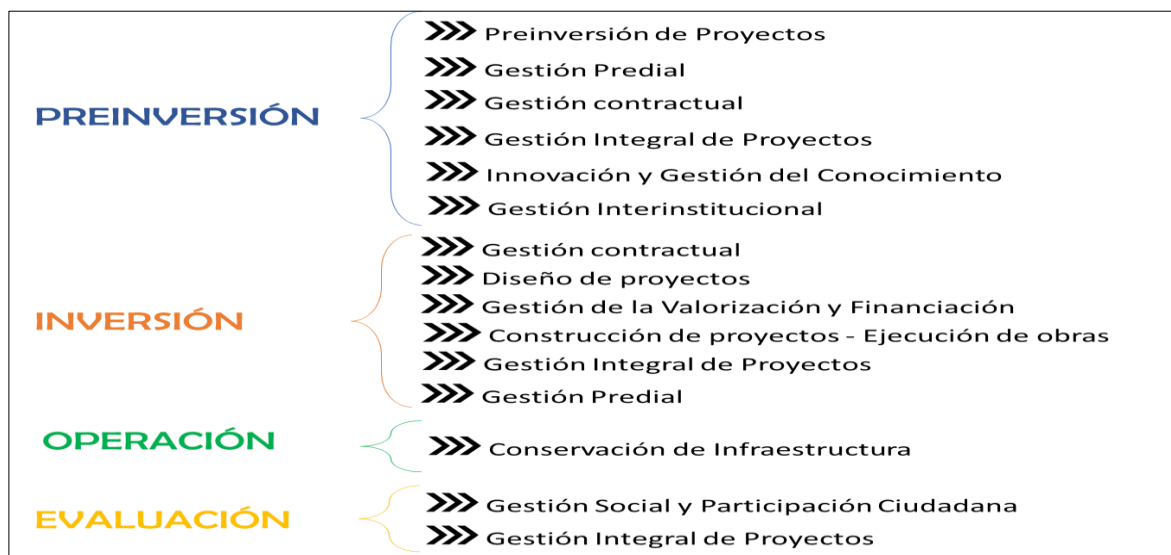 PREINVERSIÓN
Preinversión de Proyectos
Gestión Predial
Gestión contractual
Gestión Integral de Proyectos
Innovación y Gestión del Conocimiento
Gestión Interinstitucional
INVERSIÓN
Gestión contractual
Diseño de proyectos
Gestión de la Valorización y Financiación
Construcción de proyectos - Ejecución de obras
Gestión Integral de Proyectos
Gestión Predial
OPERACIÓN
Conservación de Infraestructura
EVALUACIÓN
Gestión Social y Participación Ciudadana
Gestión Integral de Proyectos